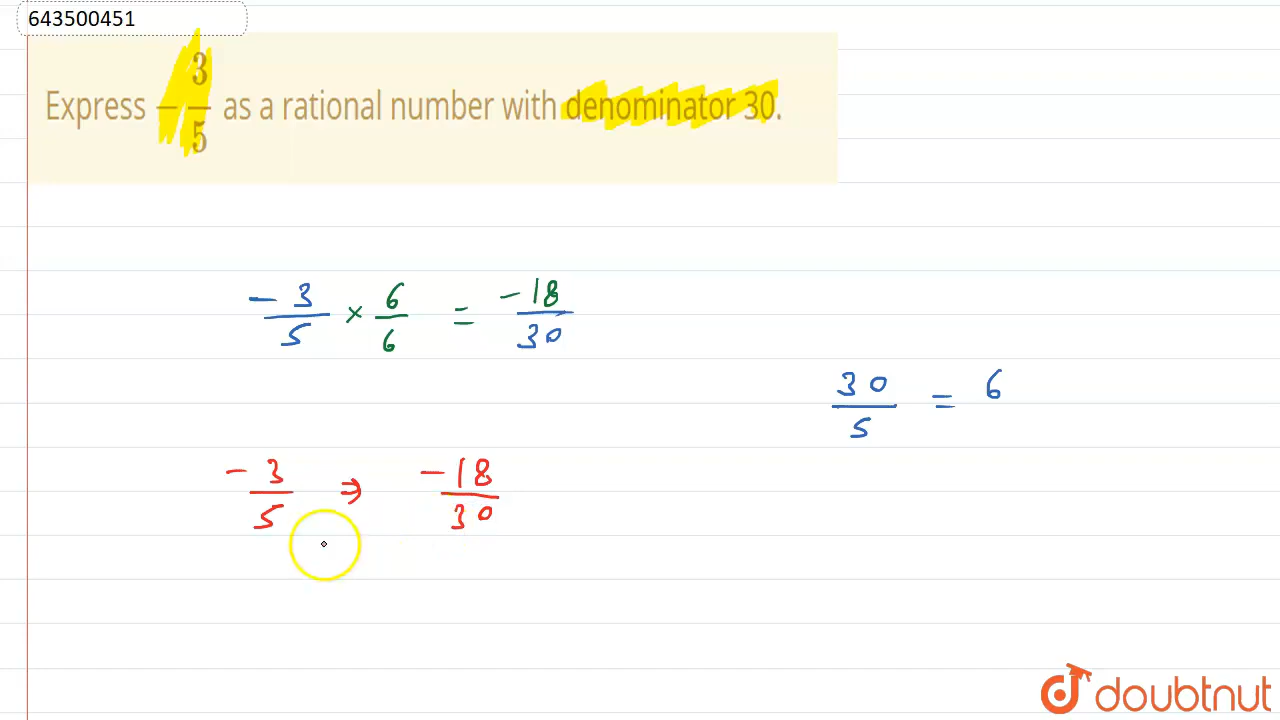 643500451
Express −3/5 as a rational number with denominator 30.
−3/5 × 6/6 = −18/30
30/5 = 6
−3/5 ⇒ −18/30
doubtnut